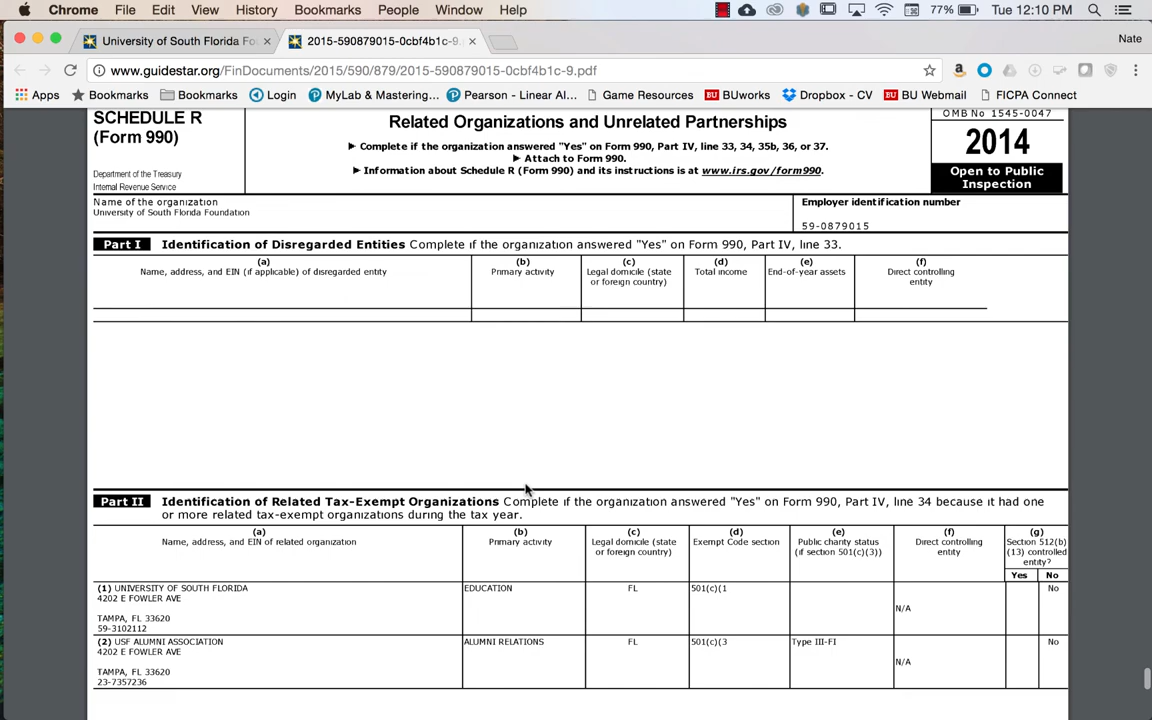 Chrome File Edit View History Bookmarks People Window Help 77% Tue 12:10 PM
University of South Florida Fo 2015-590879015-0cbf4b1c-9. Nate
www.guidestar.org/FinDocuments/2015/590/879/2015-590879015-0cbf4b1c-9.pdf
Apps Bookmarks Bookmarks Login MyLab & Mastering... Pearson - Linear Al... Game Resources BUworks Dropbox - CV BU Webmail FICPA Connect
SCHEDULE R
(Form 990)
Department of the Treasury
Internal Revenue Service
Related Organizations and Unrelated Partnerships
► Complete if the organization answered "Yes" on Form 990, Part IV, line 33, 34, 35b, 36, or 37.
► Attach to Form 990.
► Information about Schedule R (Form 990) and its instructions is at www.irs.gov/form990.
OMB No 1545-0047
2014
Open to Public
Inspection
Name of the organization
University of South Florida Foundation
Employer identification number
59-0879015
Part I Identification of Disregarded Entities Complete if the organization answered "Yes" on Form 990, Part IV, line 33.
(a)
Name, address, and EIN (if applicable) of disregarded entity
(b)
Primary activity
(c)
Legal domicile (state
or foreign country)
(d)
Total income
(e)
End-of-year assets
(f)
Direct controlling
entity
Part II Identification of Related Tax-Exempt Organizations Complete if the organization answered "Yes" on Form 990, Part IV, line 34 because it had one
or more related tax-exempt organizations during the tax year.
(a)
Name, address, and EIN of related organization
(b)
Primary activity
(c)
Legal domicile (state
or foreign country)
(d)
Exempt Code section
(e)
Public charity status
(if section 501(c)(3))
(f)
Direct controlling
entity
(g)
Section 512(b)
(13) controlled
entity?
Yes No
(1) UNIVERSITY OF SOUTH FLORIDA
4202 E FOWLER AVE
TAMPA, FL 33620
59-3102112
EDUCATION
FL
501(c)(1
N/A
No
(2) USF ALUMNI ASSOCIATION
4202 E FOWLER AVE
TAMPA, FL 33620
23-7357236
ALUMNI RELATIONS
FL
501(c)(3
Type III-FI
N/A
No